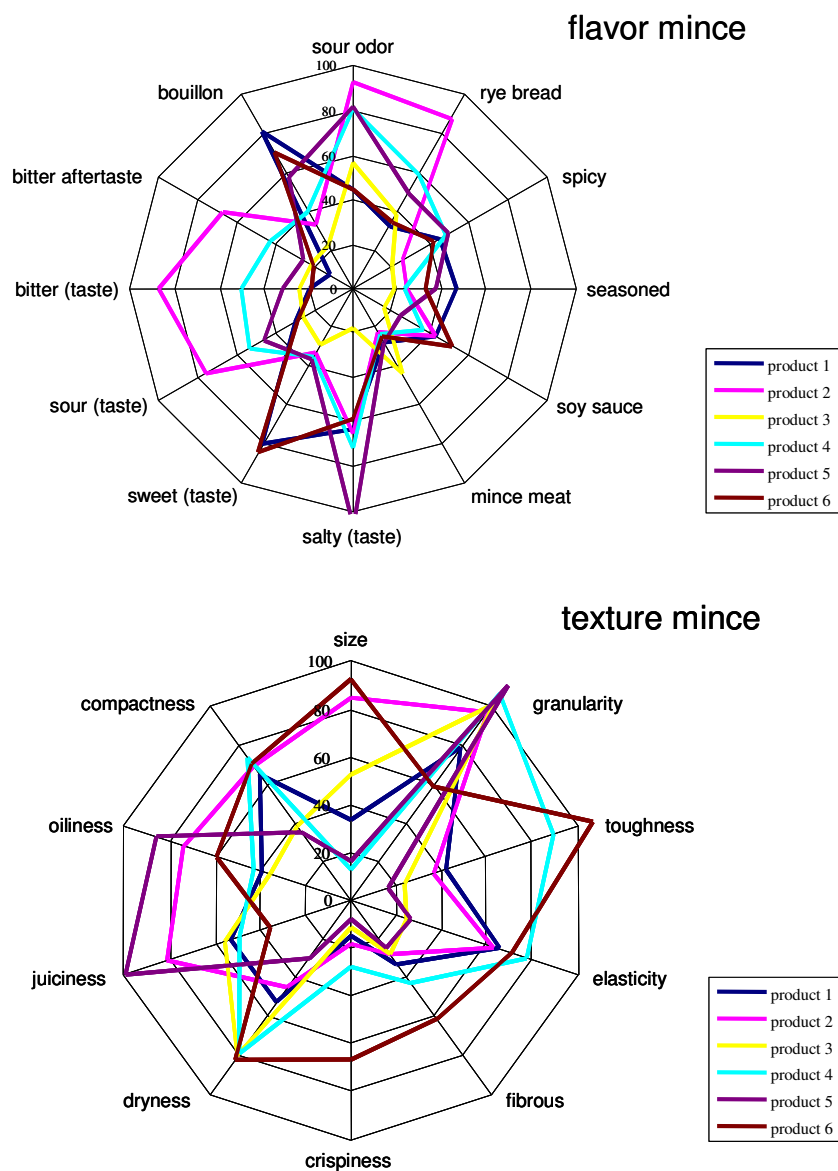 flavor mince
sour odor
100
bouillon
rye bread
80
60
bitter aftertaste
spicy
40
20
bitter (taste)
0
seasoned
product 1
product 2
product 3
product 4
product 5
product 6
sour (taste)
soy sauce
sweet (taste)
mince meat
salty (taste)
texture mince
size
100
compactness
granularity
80
60
oiliness
toughness
40
20
0
juiciness
elasticity
product 1
product 2
product 3
product 4
product 5
product 6
dryness
fibrous
crispiness